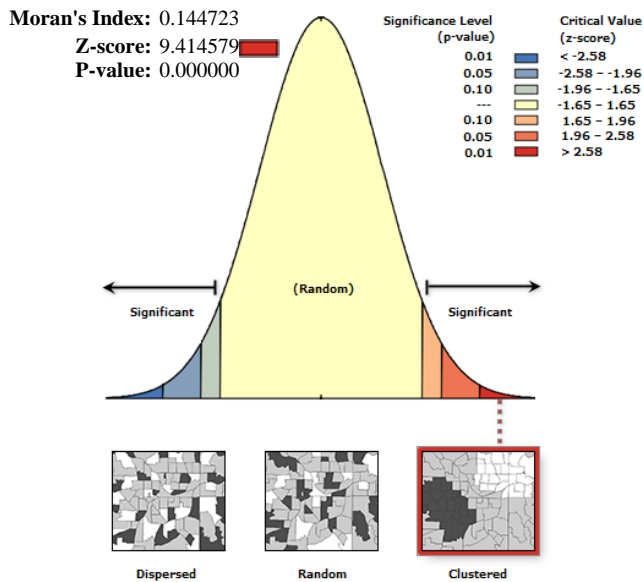 Moran's Index: 0.144723
Z-score: 9.414579
P-value: 0.000000
Significance Level
(p-value)
Critical Value
(z-score)
0.01 < -2.58
0.05 -2.58 – -1.96
0.10 -1.96 – -1.65
--- -1.65 – 1.65
0.10 1.65 – 1.96
0.05 1.96 – 2.58
0.01 > 2.58
(Random)
Significant
Significant
Dispersed
Random
Clustered